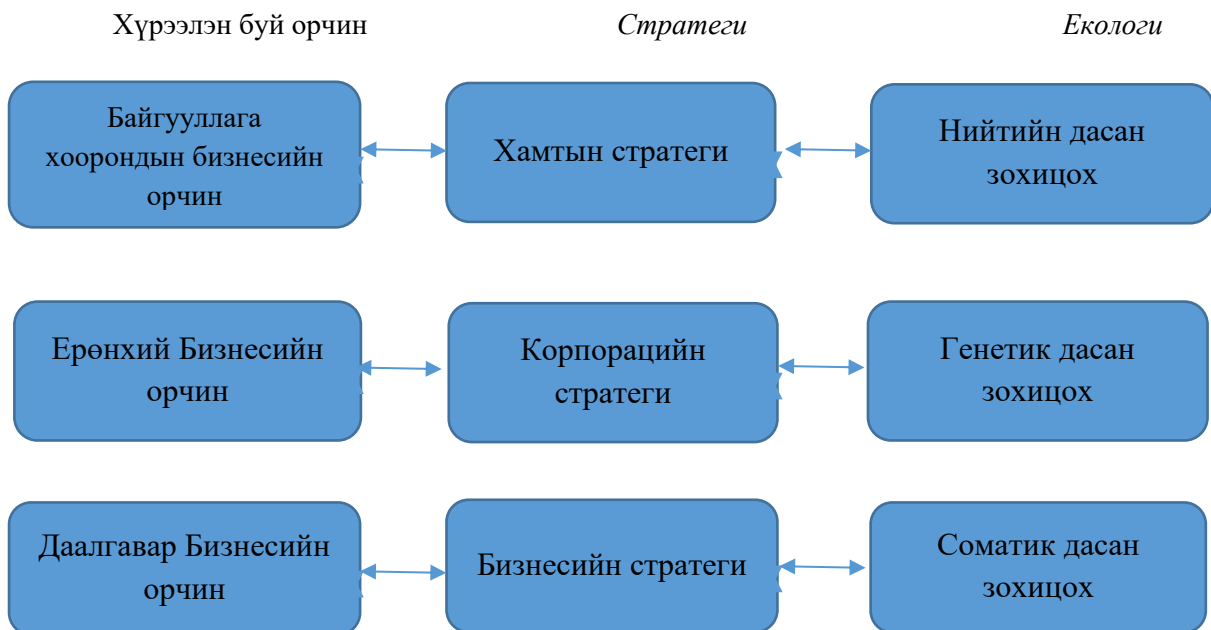 Хүрээлэн буй орчин Стратеги Екологи
Байгууллага
хоорондын бизнесийн
орчин
Хамтын стратеги
Нийтийн дасан
зохицох
Ерөнхий Бизнесийн
орчин
Корпорацийн
стратеги
Генетик дасан
зохицох
Даалгавар Бизнесийн
орчин
Бизнесийн стратеги
Соматик дасан
зохицох